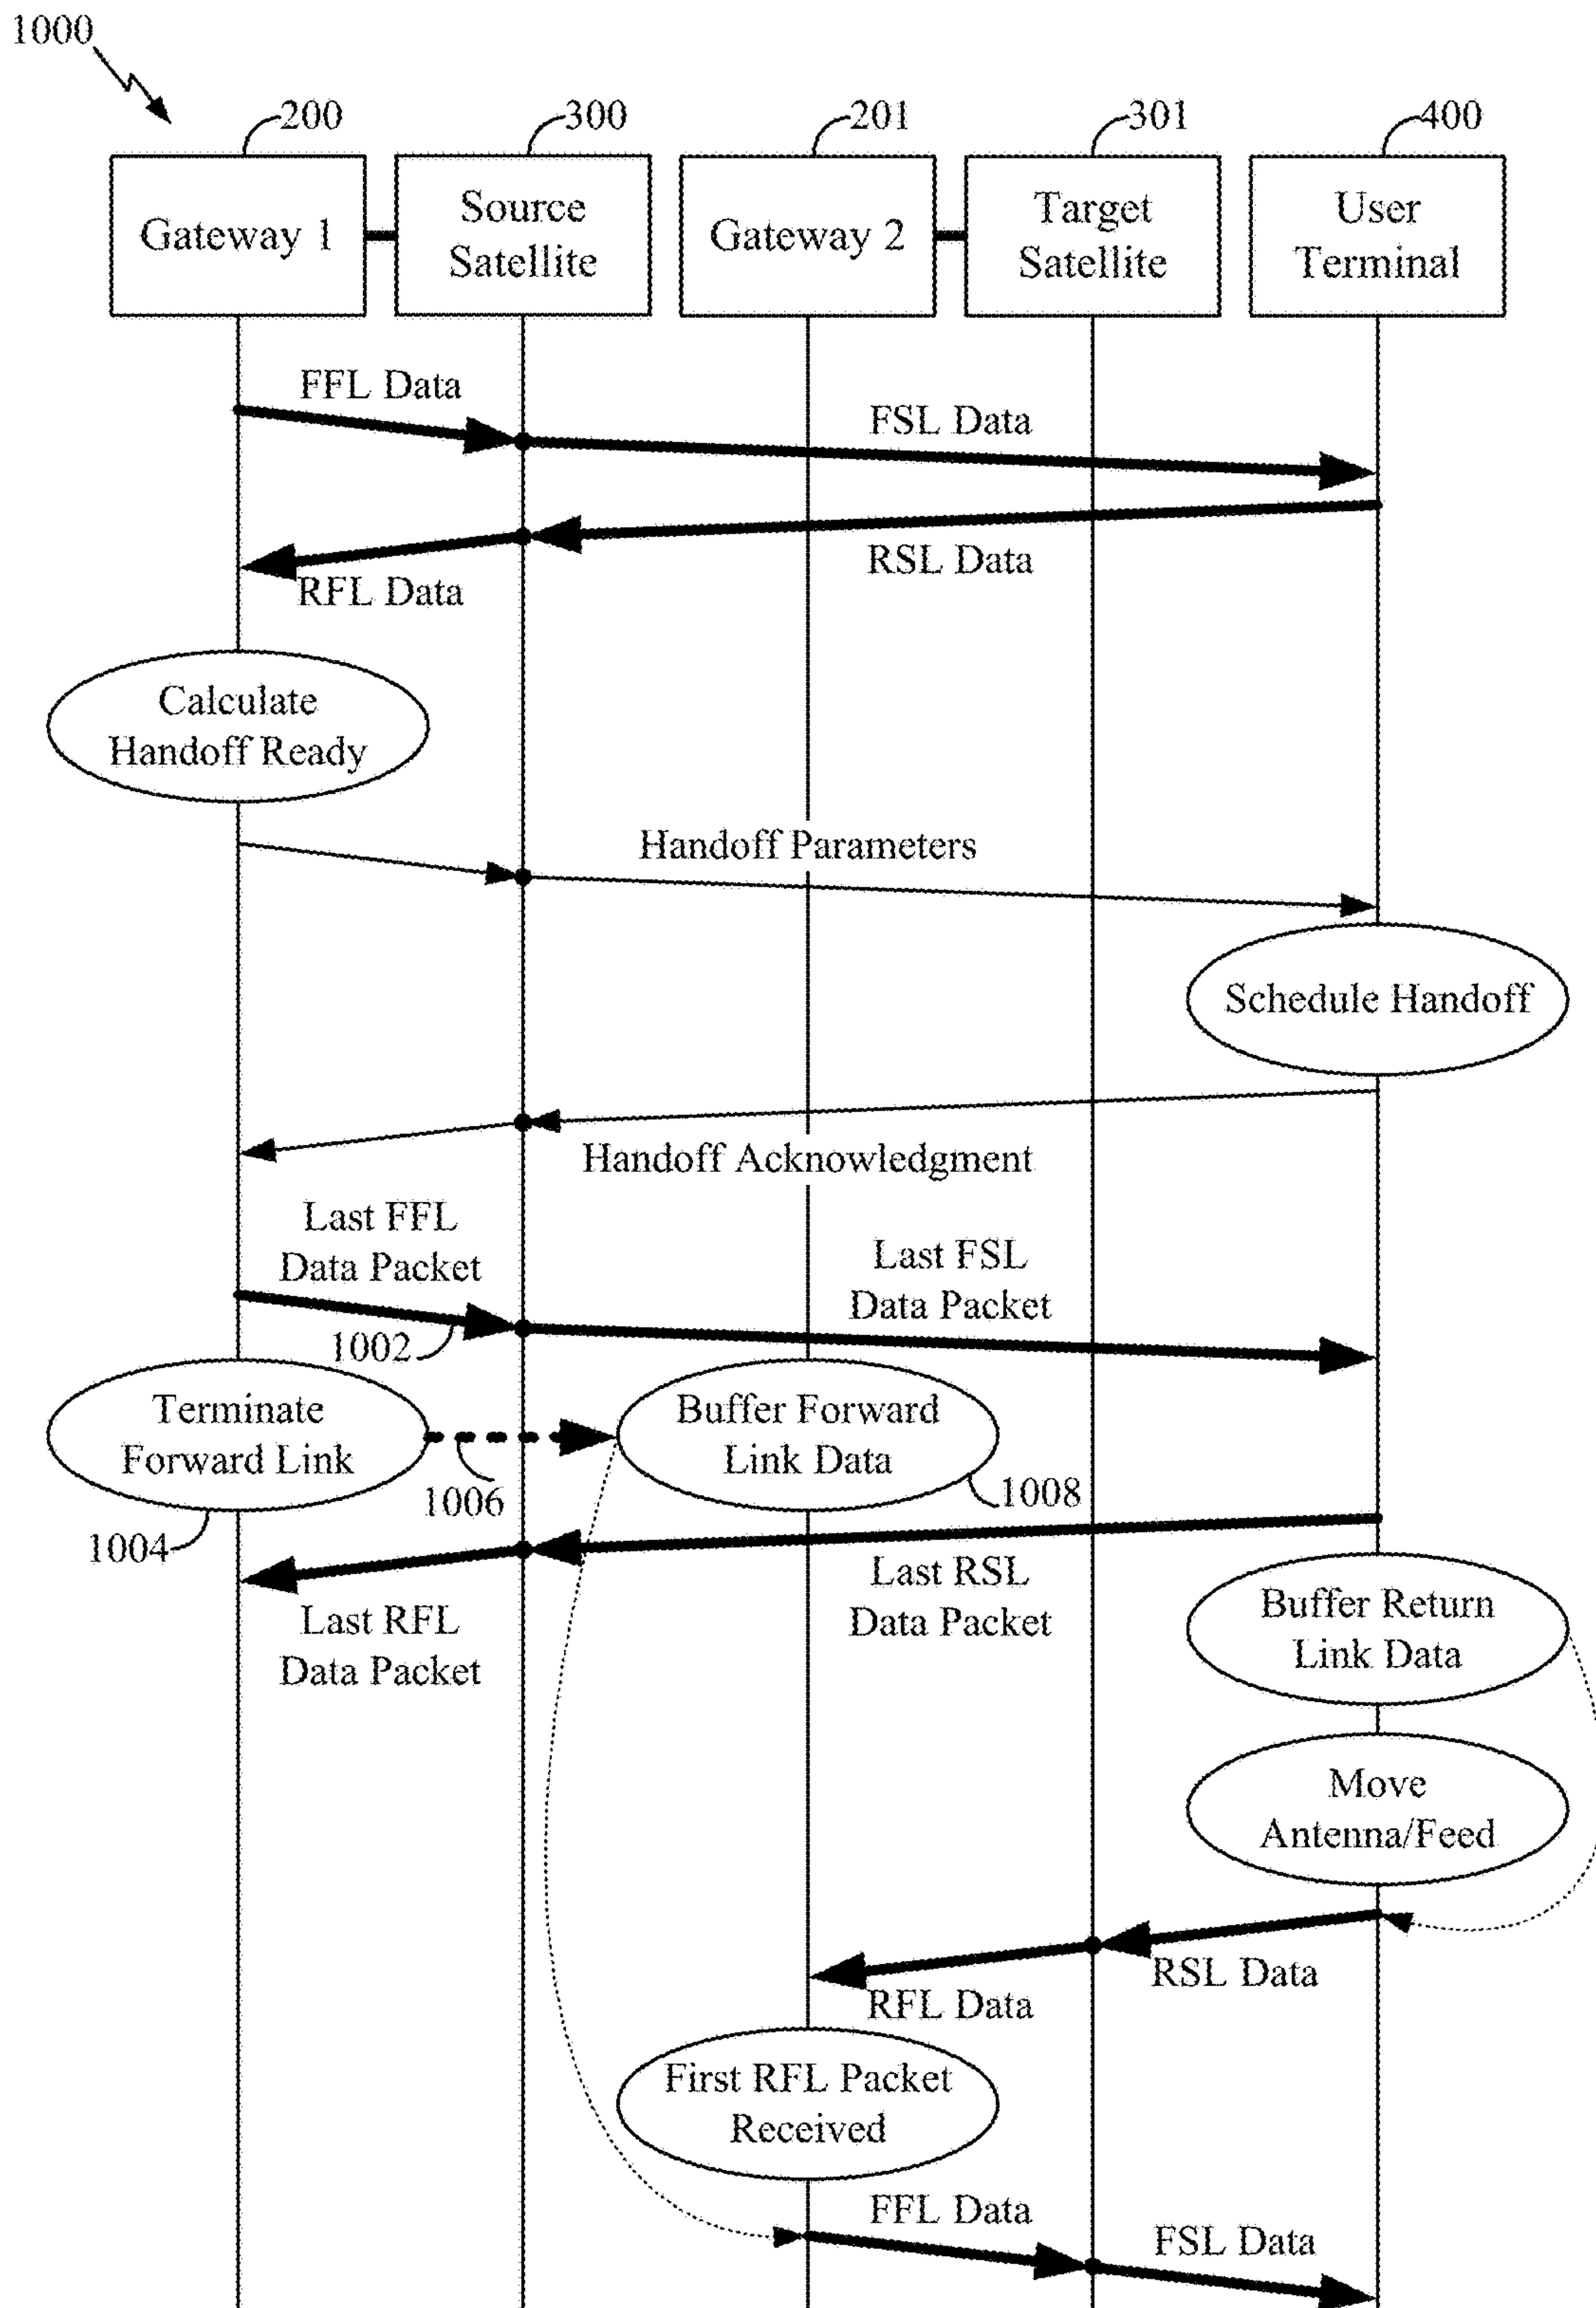 1000
200
300
201
301
400
Gateway 1
Source
Satellite
Gateway 2
Target
Satellite
User
Terminal
FFL Data
FSL Data
RSL Data
RFL Data
Calculate
Handoff Ready
Handoff Parameters
Schedule Handoff
Handoff Acknowledgment
Last FFL
Data Packet
Last FSL
Data Packet
1002
Terminate
Forward Link
Buffer Forward
Link Data
1006
1008
1004
Last RSL
Data Packet
Last RFL
Data Packet
Buffer Return
Link Data
Move
Antenna/Feed
RSL Data
RFL Data
First RFL Packet
Received
FFL Data
FSL Data